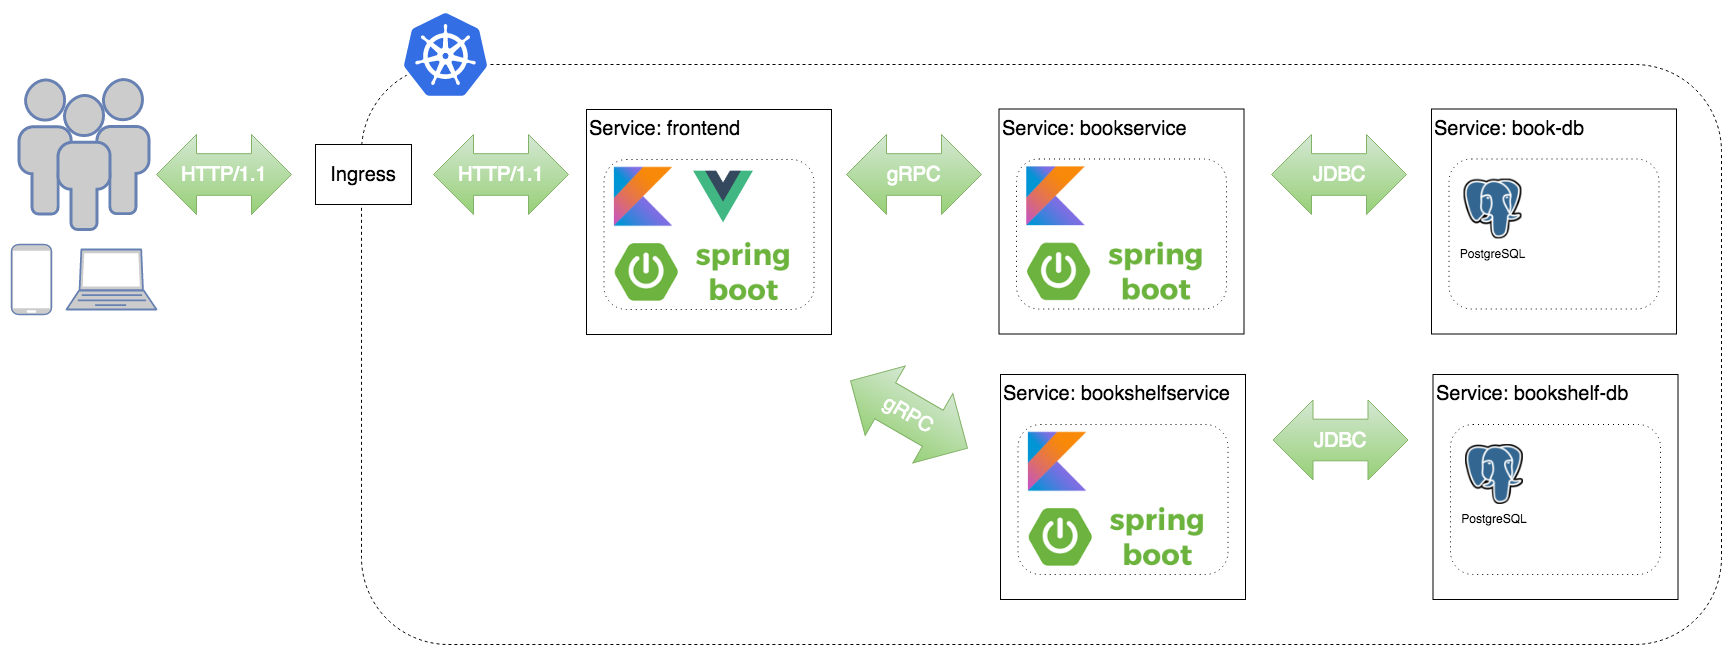 HTTP/1.1
Ingress
HTTP/1.1
Service: frontend
spring
boot
gRPC
Service: bookservice
spring
boot
JDBC
Service: book-db
PostgreSQL
gRPC
Service: bookshelfservice
spring
boot
JDBC
Service: bookshelf-db
PostgreSQL